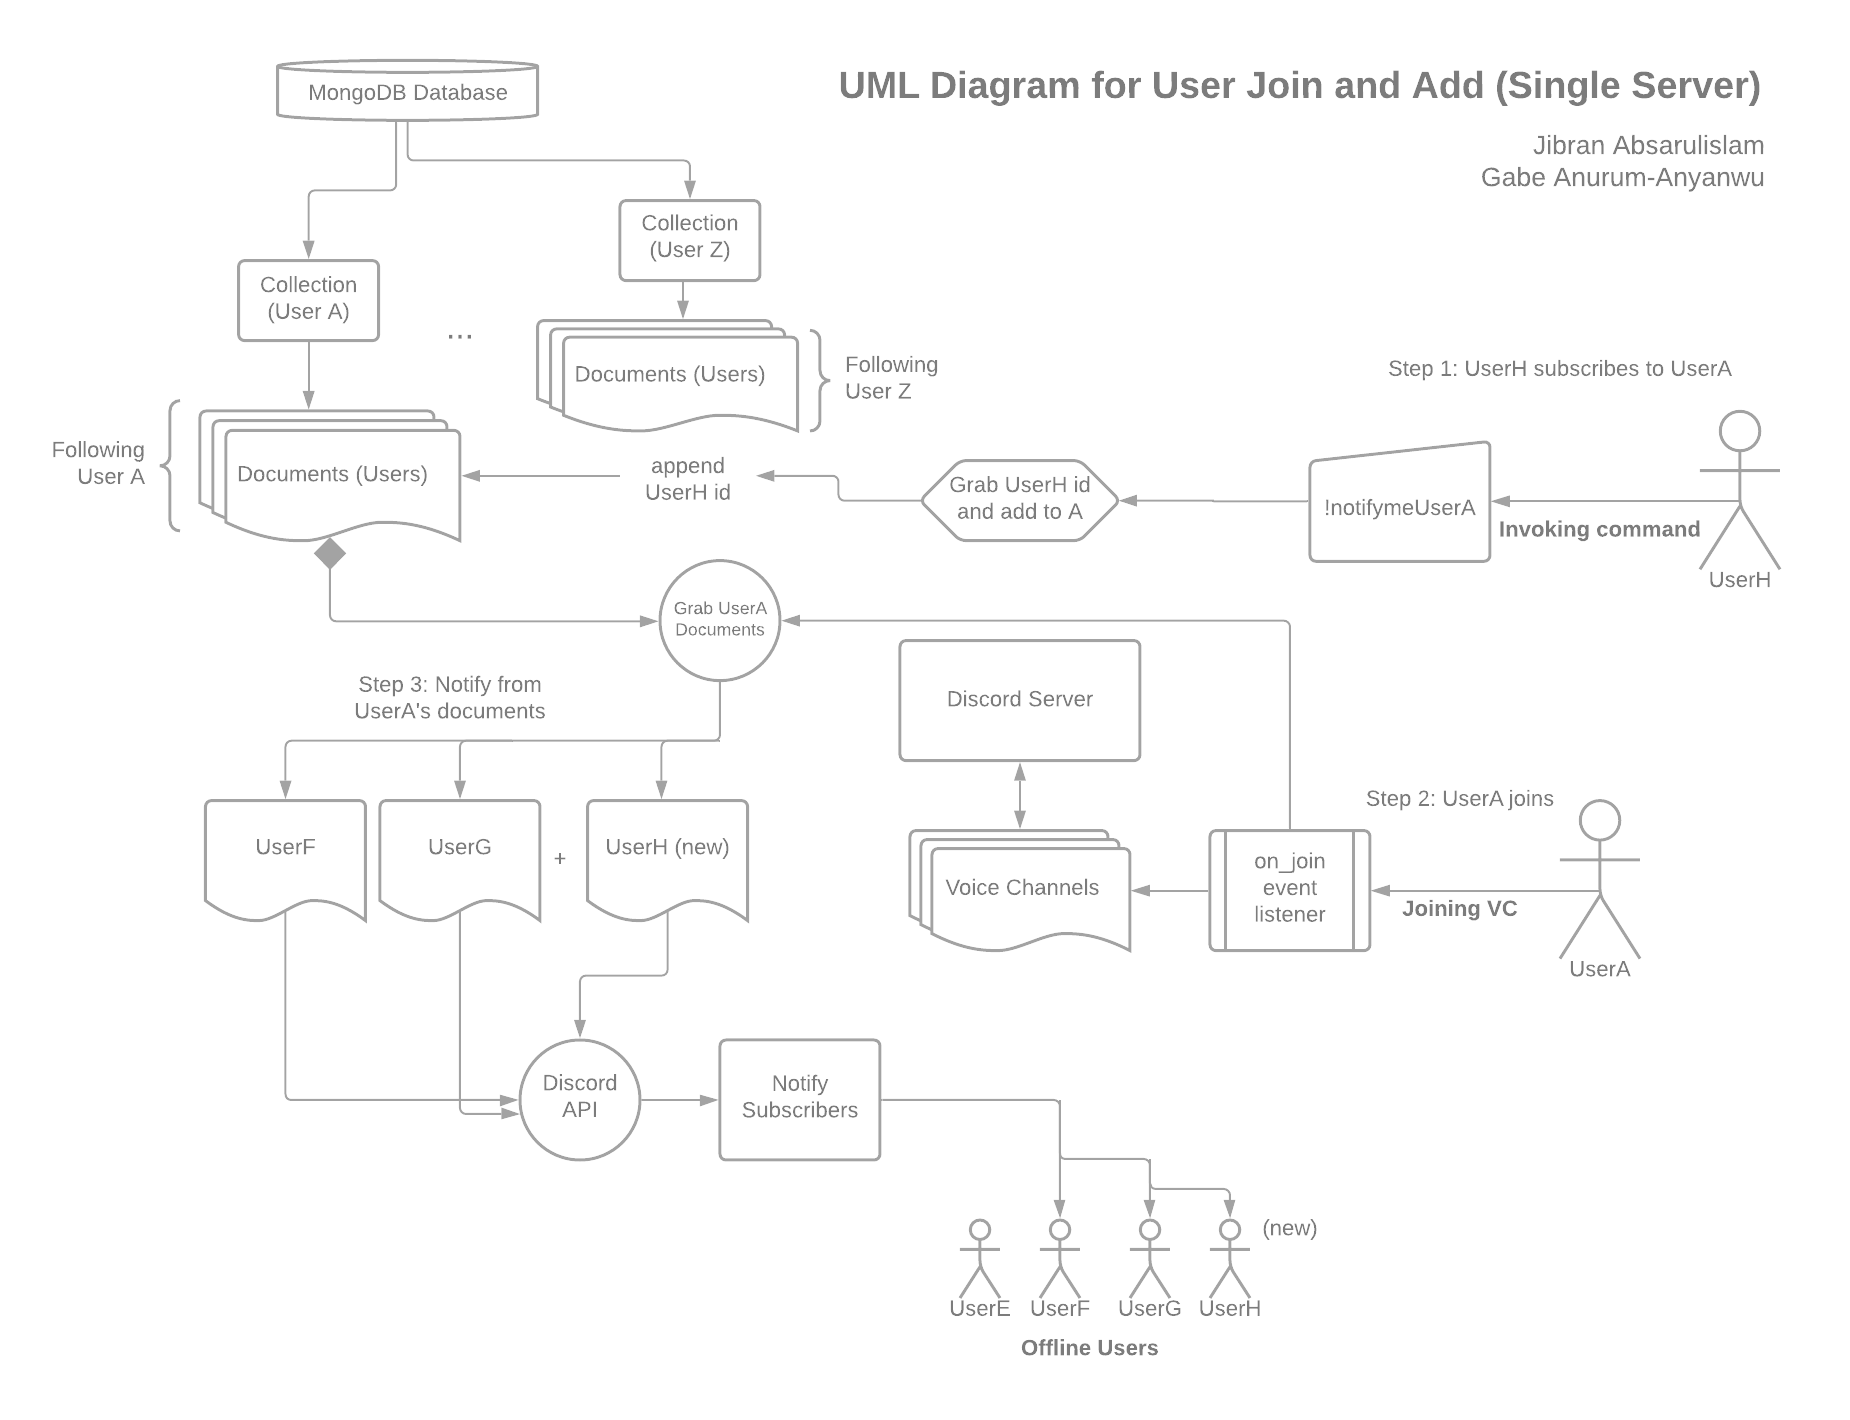 MongoDB Database
UML Diagram for User Join and Add (Single Server)
Jibran Absarulislam
Gabe Anurum-Anyanwu
Collection
(User Z)
Collection
(User A)
...
Documents (Users)
Following
User Z
Step 1: UserH subscribes to UserA
Following
User A
Documents (Users)
append
UserH id
Grab UserH id
and add to A
!notifymeUserA
Invoking command
UserH
Grab UserA
Documents
Step 3: Notify from
UserA's documents
Discord Server
Step 2: UserA joins
UserF
UserG
+
UserH (new)
Voice Channels
on_join
event
listener
Joining VC
UserA
Discord
API
Notify
Subscribers
(new)
UserE
UserF
UserG
UserH
Offline Users